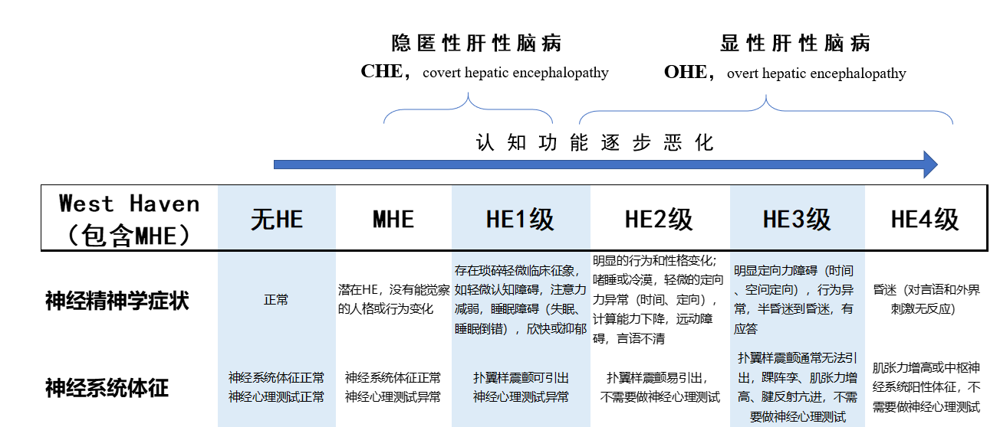 隐匿性肝性脑病
CHE，covert hepatic encephalopathy
显性肝性脑病
OHE，overt hepatic encephalopathy
认知功能逐步恶化
West Haven
（包含MHE）
无HE
MHE
HE1级
HE2级
HE3级
HE4级
神经精神学症状
正常
潜在HE，没有能觉察
的人格或行为变化
存在琐碎轻微临床征象，
如轻微认知障碍，注意力
减弱，睡眠障碍（失眠、
睡眠倒错），欣快或抑郁
明显的行为和性格变化；
嗜睡或冷漠，轻微的定向
力异常（时间、定向），
计算能力下降，远动障
碍，言语不清
明显定向力障碍（时间
、空问定向），行为异
常，半昏迷到昏迷，有
应答
昏迷（对言语和外界
刺激无反应）
神经系统体征
神经系统体征正常
神经心理测试正常
神经系统体征正常
神经心理测试异常
扑翼样震颤可引出
神经心理测试异常
扑翼样震颤易引出，
不需要做神经心理测试
扑翼样震颤通常无法引
出，踝阵挛、肌张力增
高、腱反射亢进，不需
要做神经心理测试
肌张力增高或中枢神
经系统阳性体征，不
需要做神经心理测试